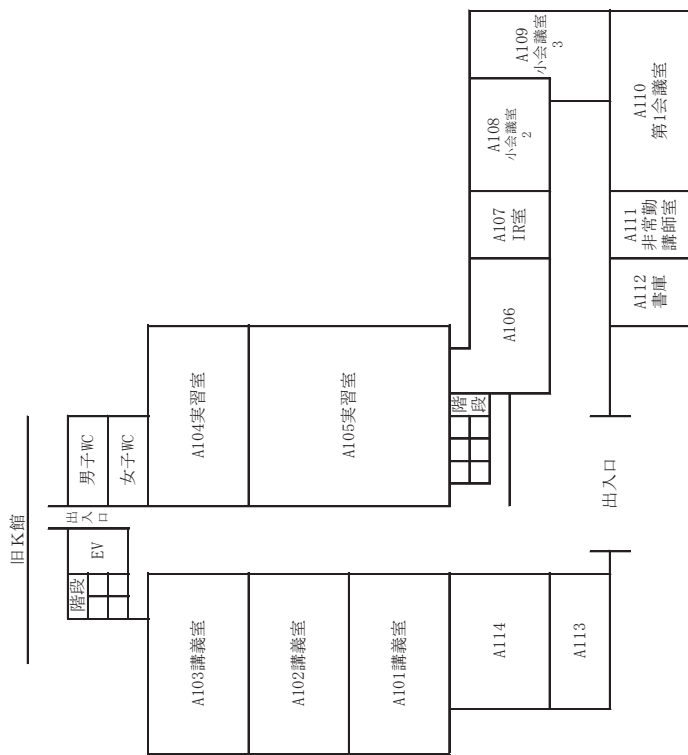 旧K館
男子WC
女子WC
出入口
EV
階段
A104実習室
A105実習室
A103講義室
A102講義室
A101講義室
A114
A113
階段
A106
A107
IR室
A108
小会議室
2
A109
小会議室
3
A110
第1会議室
A111
非常勤
講師室
A112
書庫
出入口